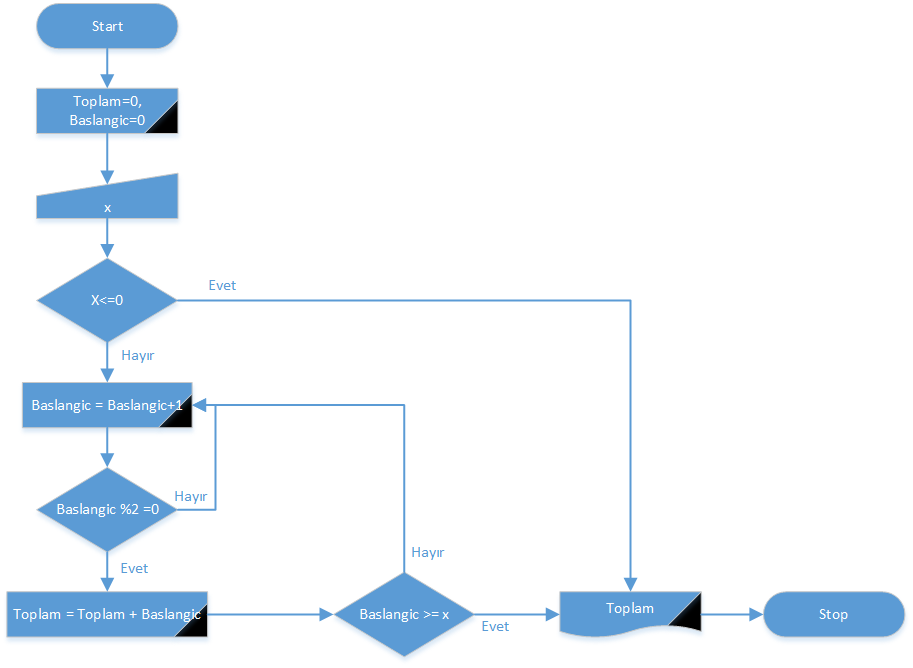 Start
Toplam=0,
Baslangic=0
x
X<=0
Evet
Hayır
Baslangic = Baslangic+1
Baslangic %2 =0
Hayır
Evet
Toplam = Toplam + Baslangic
Baslangic >= x
Hayır
Evet
Toplam
Stop